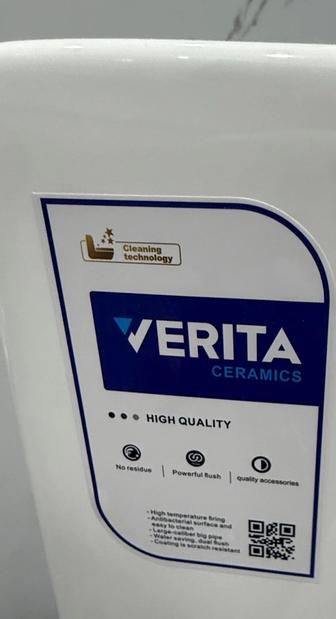 Cleaning
technology
VERITA
CERAMICS
HIGH QUALITY
No residue
Powerful flush
quality accessories
- High temperature firing
- Antibacterial surface and
easy to clean
- Large-caliber big pipe
- Water saving, dual flush
- Coating is scratch resistant